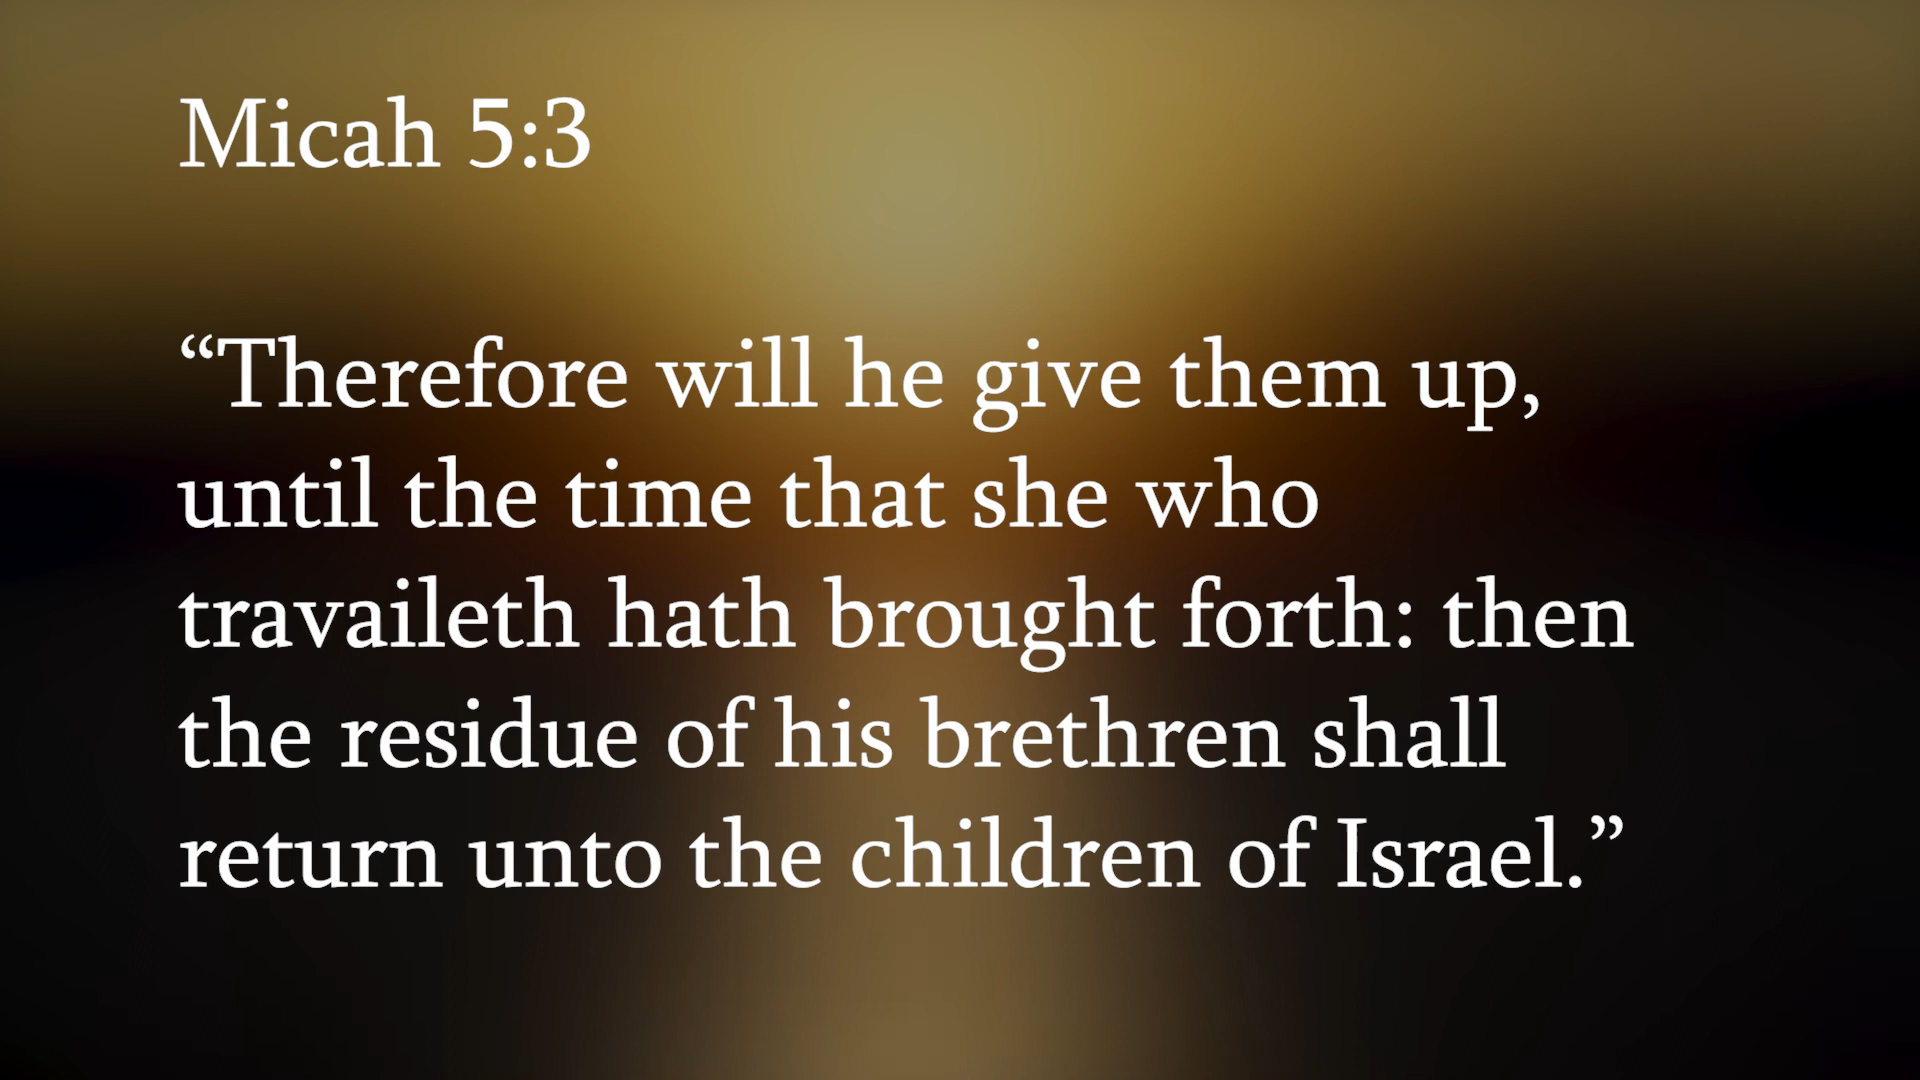 Micah 5:3
“Therefore will he give them up,
until the time that she who
travaileth hath brought forth: then
the residue of his brethren shall
return unto the children of Israel.”